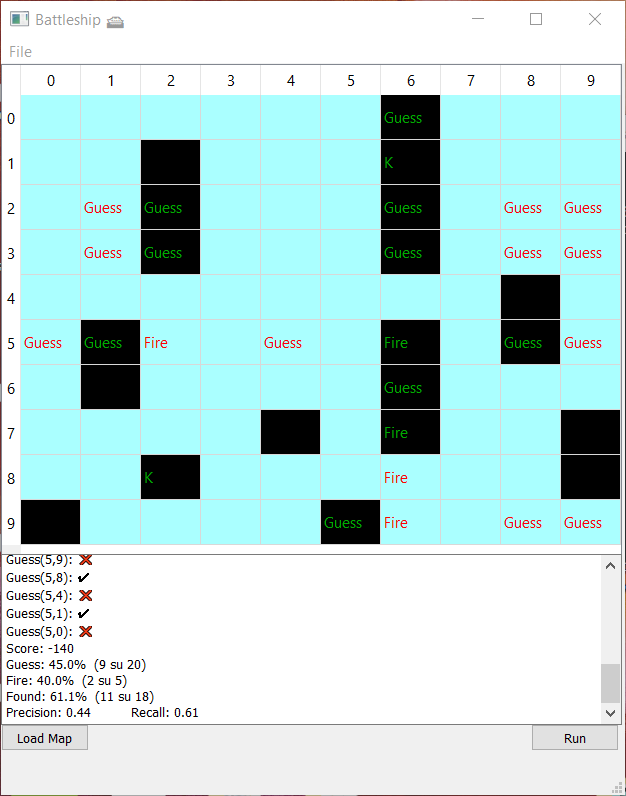 Battleship
File
0 1 2 3 4 5 6 7 8 9
0 Guess
1 K
2 Guess Guess Guess Guess Guess
3 Guess Guess Guess Guess Guess
4
5 Guess Guess Fire Guess Fire Guess Guess
6 Guess
7 Fire
8 K Fire
9 Guess Fire Guess Guess
Guess(5,9): ❌
Guess(5,8): ✔
Guess(5,4): ❌
Guess(5,1): ✔
Guess(5,0): ❌
Score: -140
Guess: 45.0% (9 su 20)
Fire: 40.0% (2 su 5)
Found: 61.1% (11 su 18)
Precision: 0.44 Recall: 0.61
Load Map Run